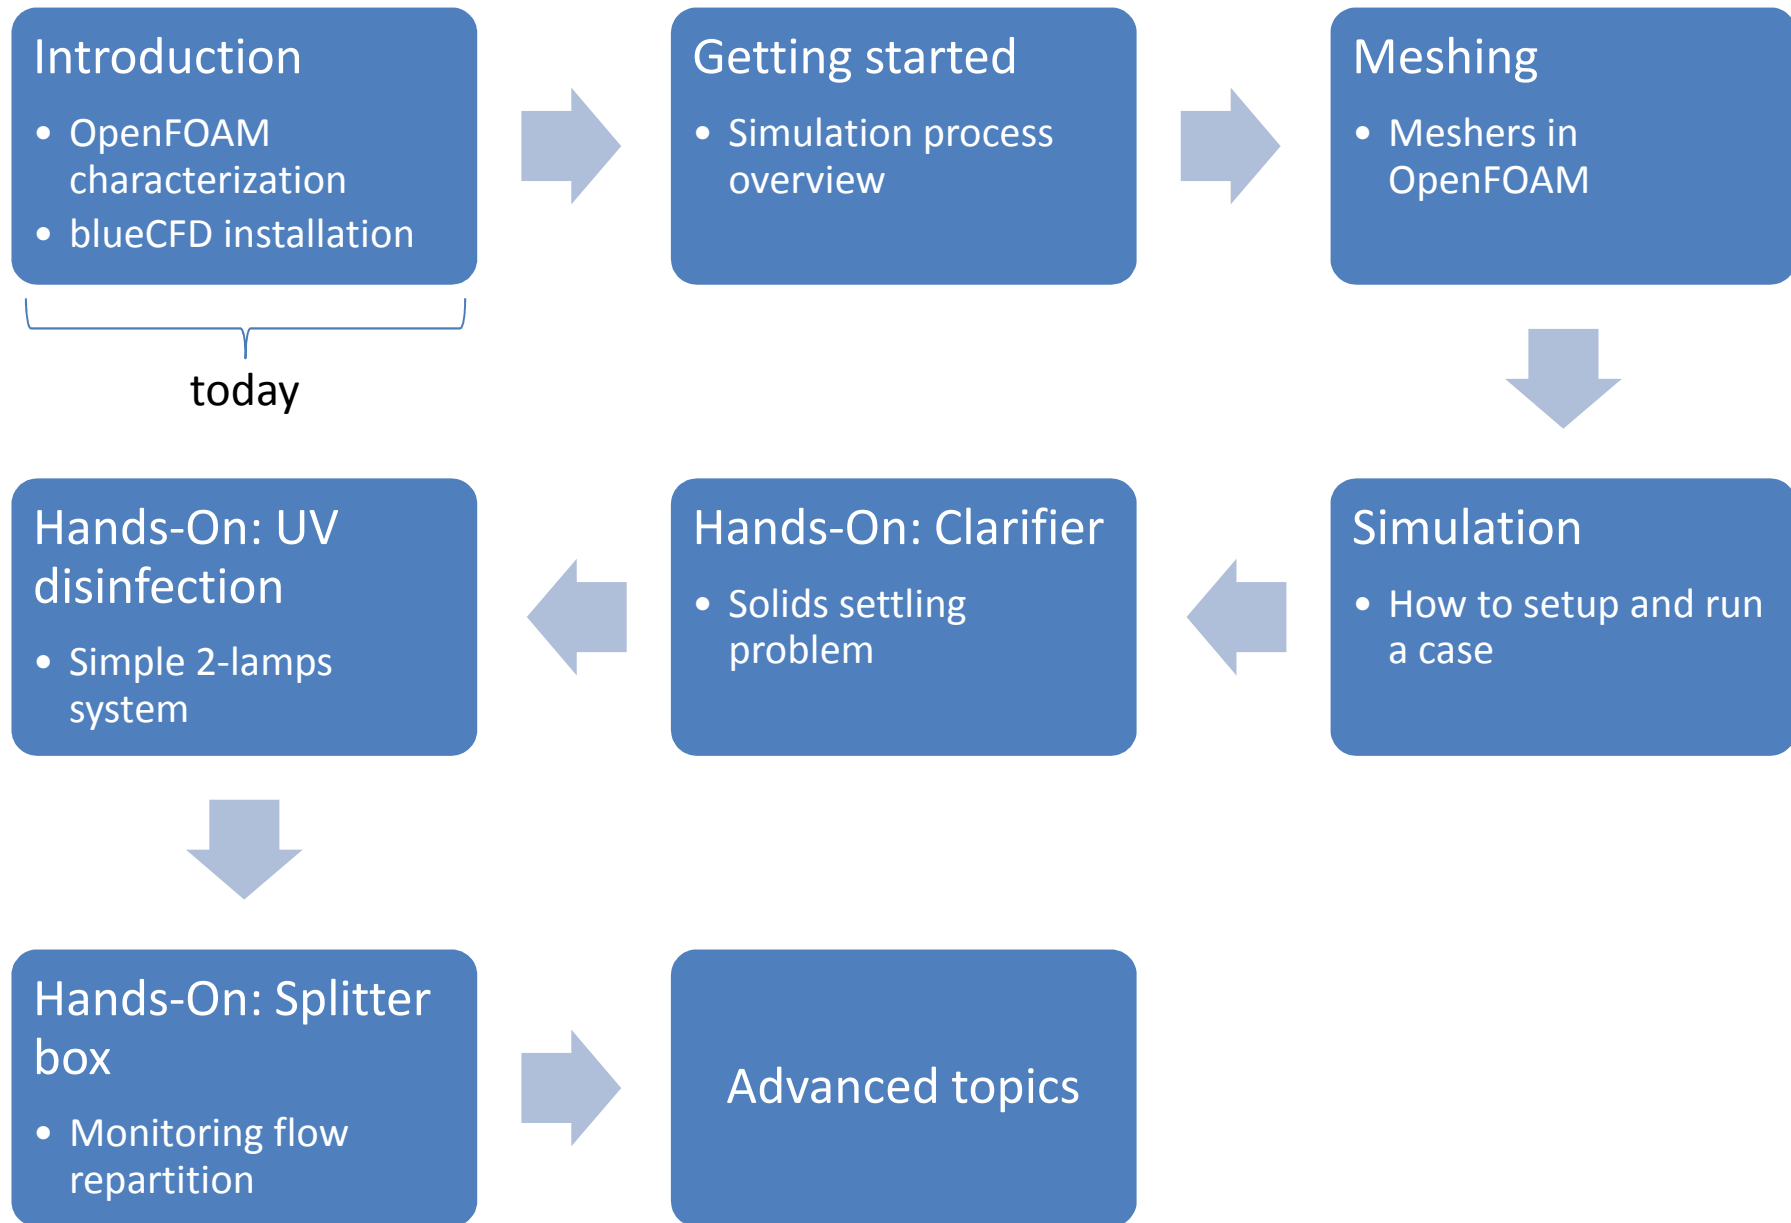 Introduction
• OpenFOAM
characterization
• blueCFD installation
today
Getting started
• Simulation process
overview
Meshing
• Meshers in
OpenFOAM
Simulation
• How to setup and run
a case
Hands-On: Clarifier
• Solids settling
problem
Hands-On: UV
disinfection
• Simple 2-lamps
system
Hands-On: Splitter
box
• Monitoring flow
repartition
Advanced topics